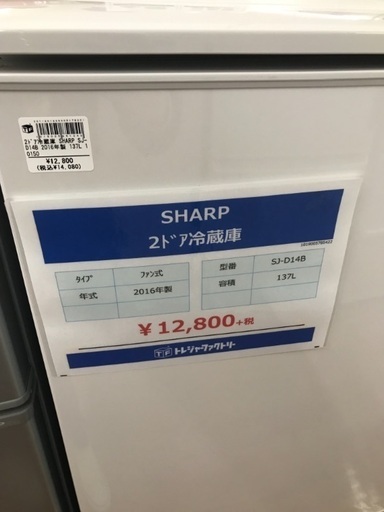 2ドア冷蔵庫 SHARP SJ-
D14B 2016年製 137L 1
0150
¥12,800
(税込¥14,080)
SHARP
2ドア冷蔵庫
タイプ ファン式 型番 SJ-D14B
年式 2016年製 容積 137L
¥12,800+税
TF トレジャーファクトリー